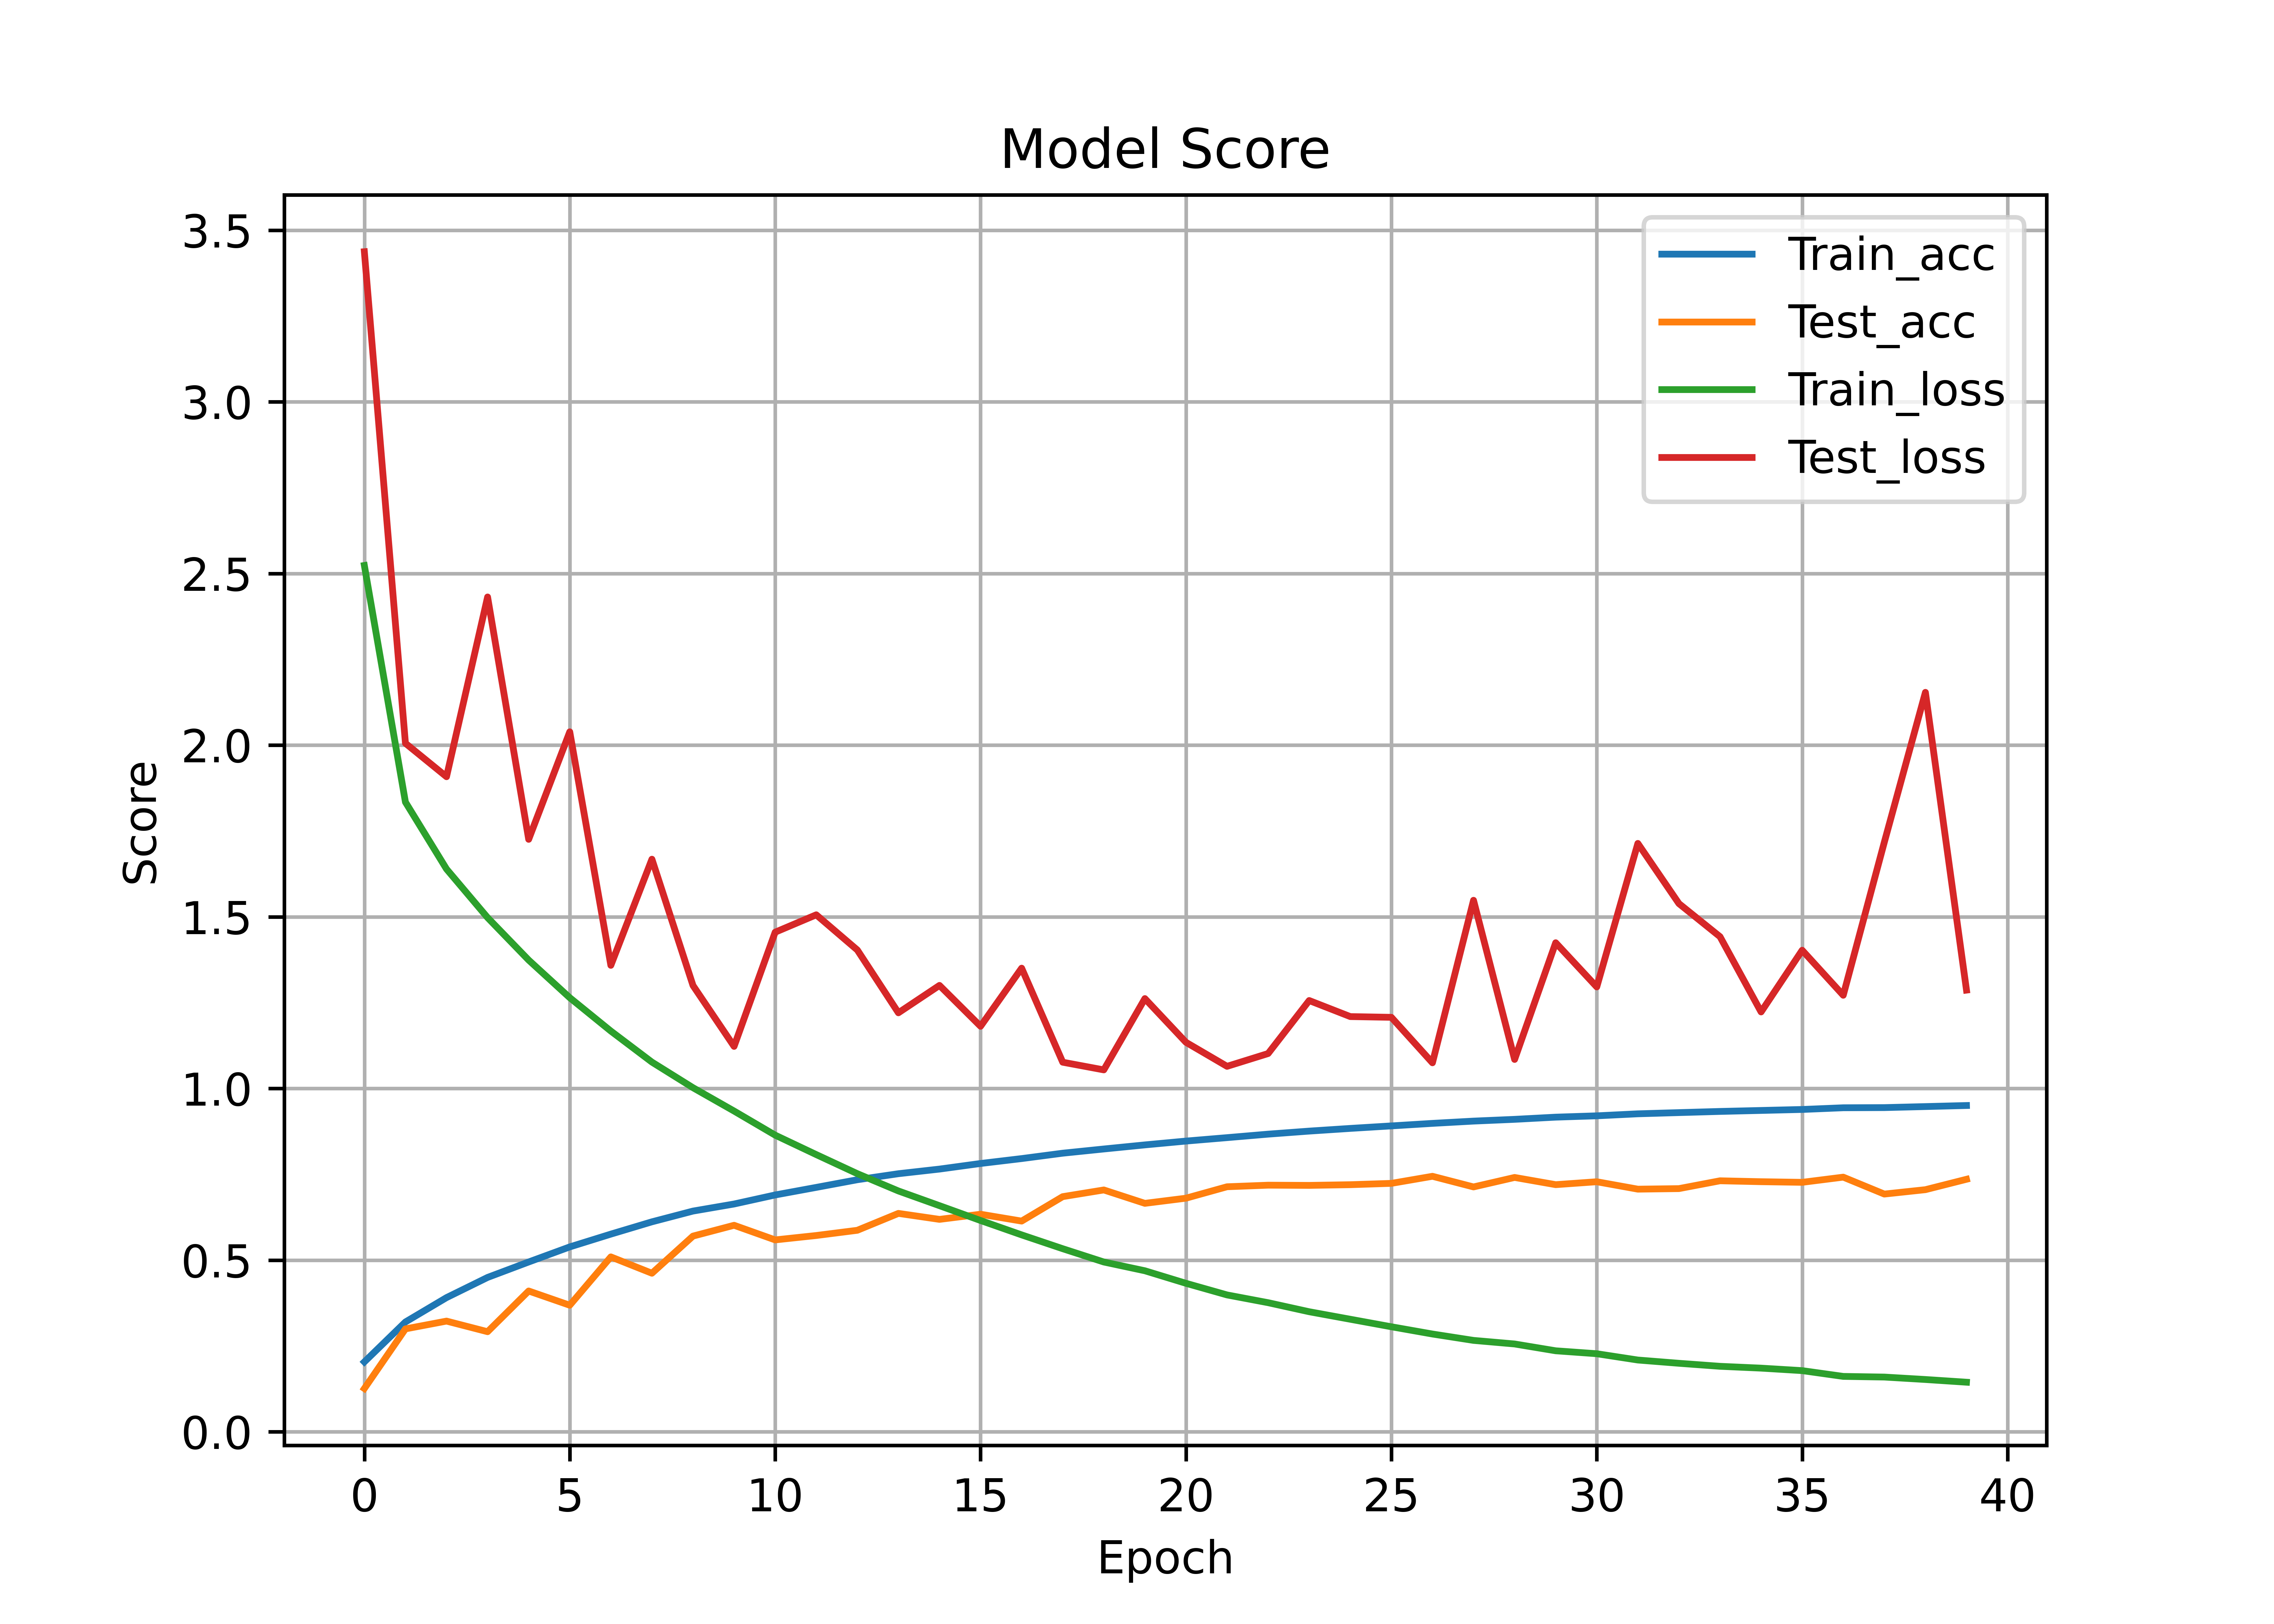 Model Score
3.5
3.0
2.5
2.0
1.5
1.0
0.5
0.0
Score
Train_acc
Test_acc
Train_loss
Test_loss
0 5 10 15 20 25 30 35 40
Epoch